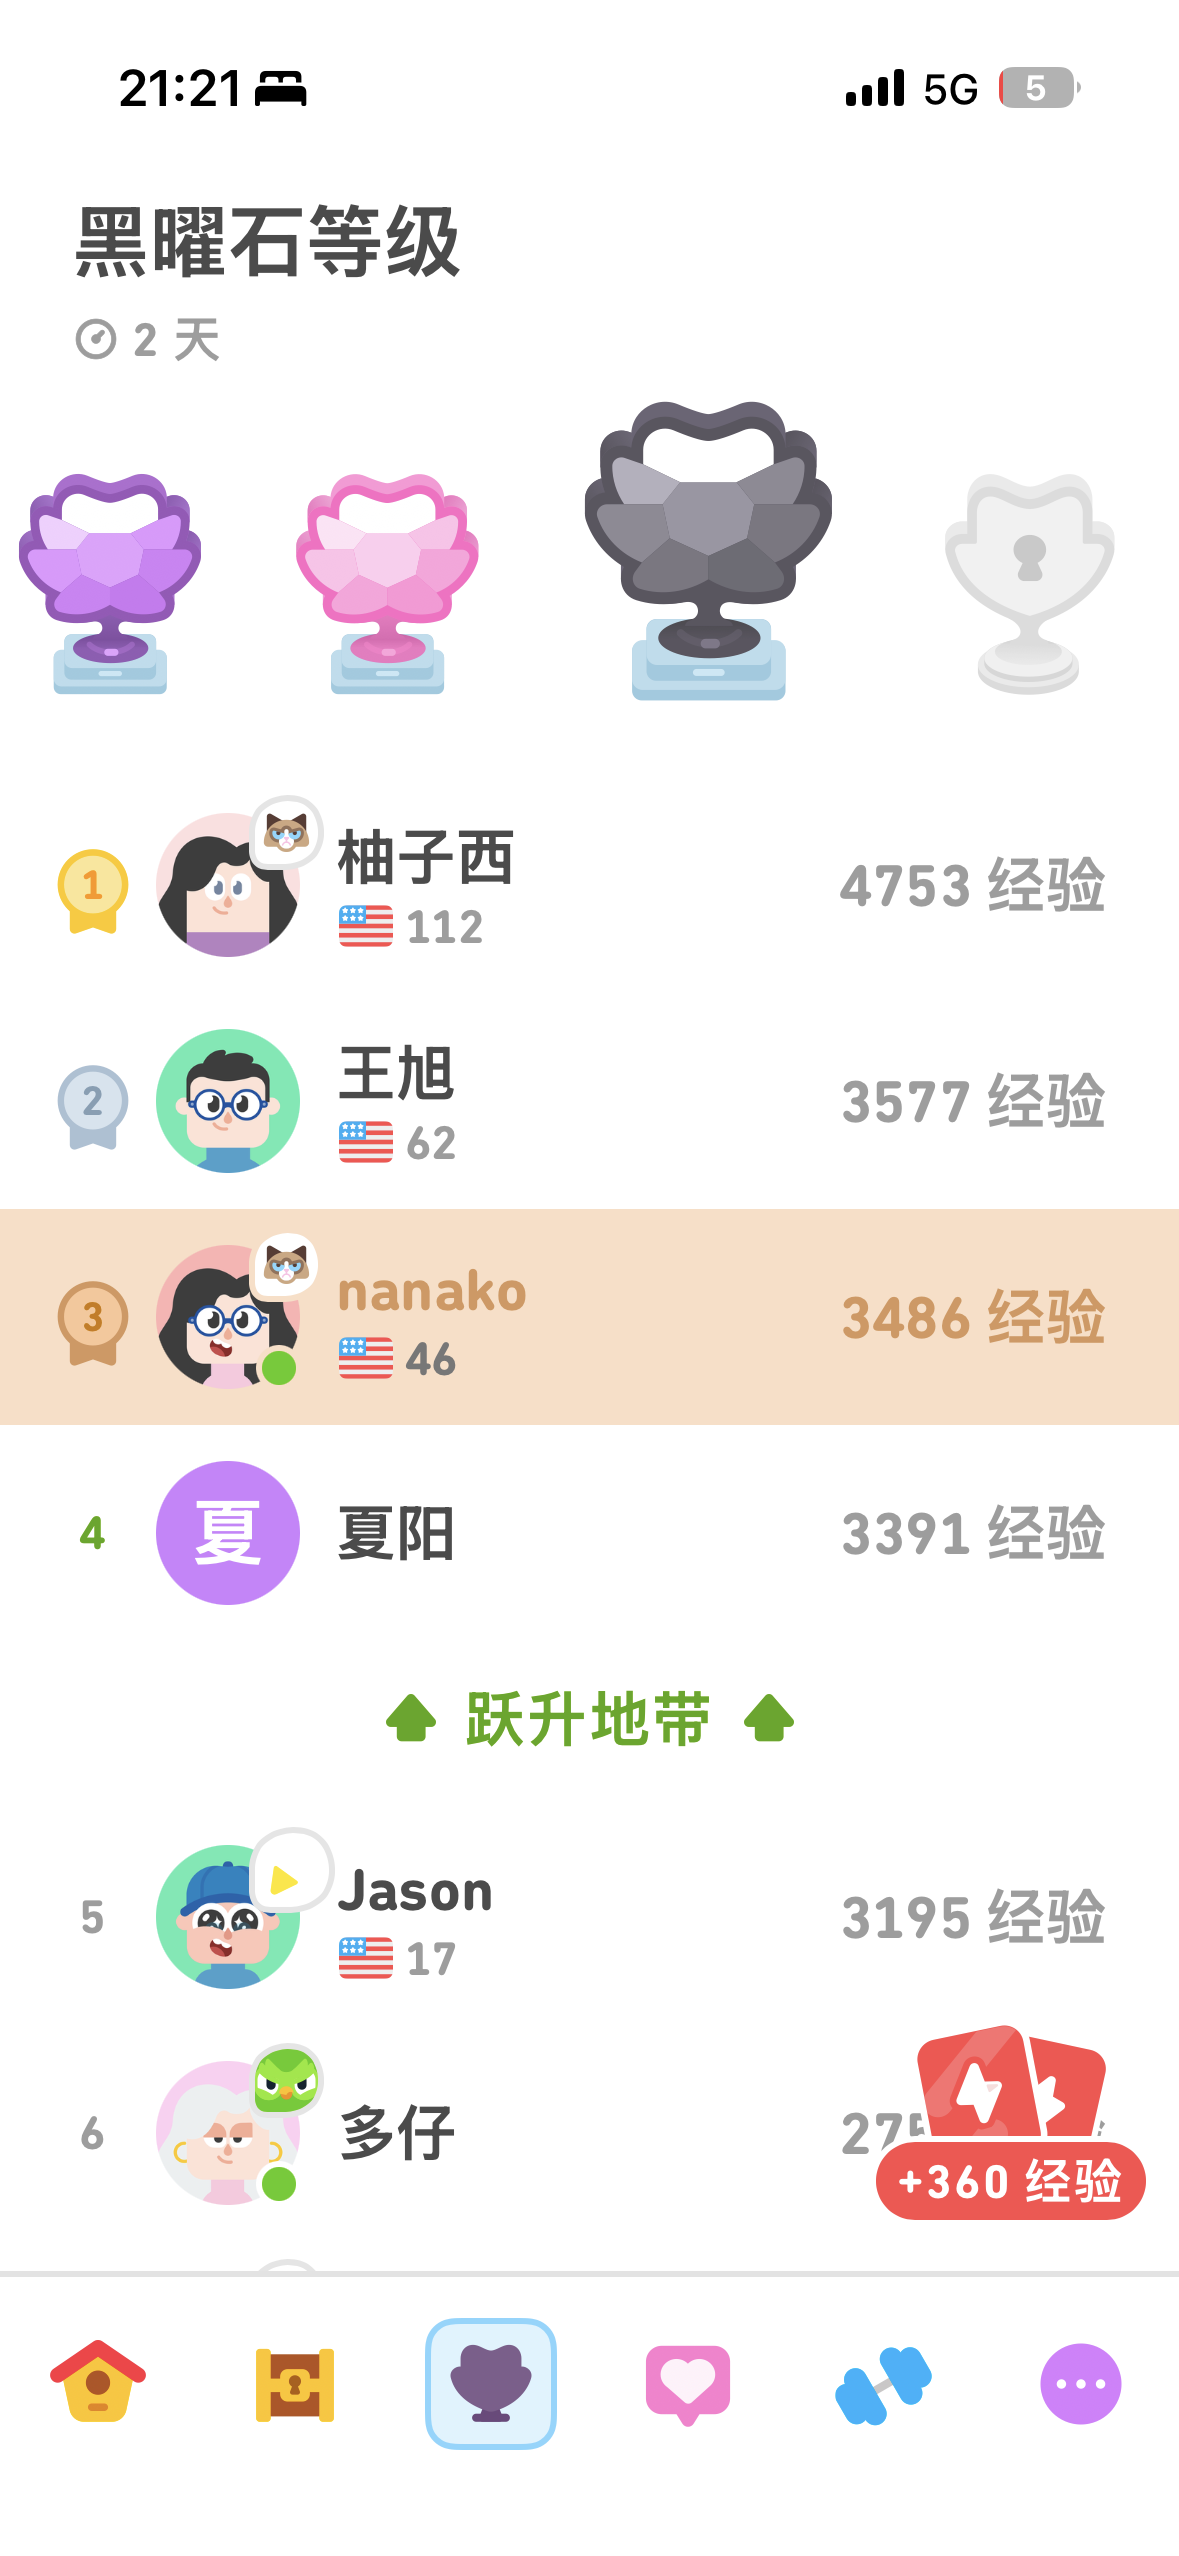 21:21
5G
5
黑曜石等级
2 天
1
柚子西
112
4753 经验
2
王旭
62
3577 经验
3
nanako
46
3486 经验
4
夏
夏阳
3391 经验
跃升地带
5
Jason
17
3195 经验
6
多仔
+360 经验